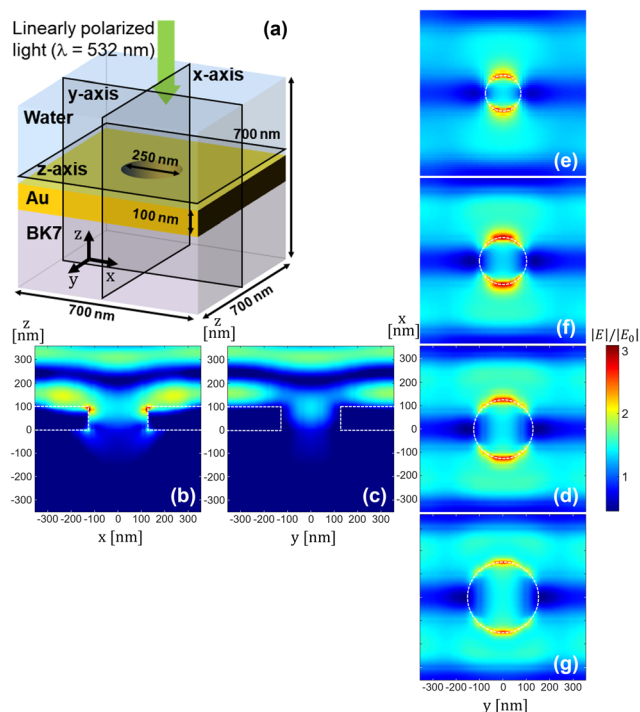 Linearly polarized
light (λ = 532 nm)
(a)
x-axis
y-axis
Water
700 nm
z-axis
250 nm
Au
100 nm
BK7
z
y
x
700 nm
700 nm
z
[nm]
300
200
100
0
-100
-200
-300
(b)
-300 -200 -100 0 100 200 300
x [nm]
z
[nm]
(c)
-300 -200 -100 0 100 200 300
y [nm]
(e)
(f)
x
[nm]
300
200
100
0
-100
-200
-300
(d)
-300 -200 -100 0 100 200 300
(g)
-300 -200 -100 0 100 200 300
y [nm]
|E|/|E₀|
3
2
1